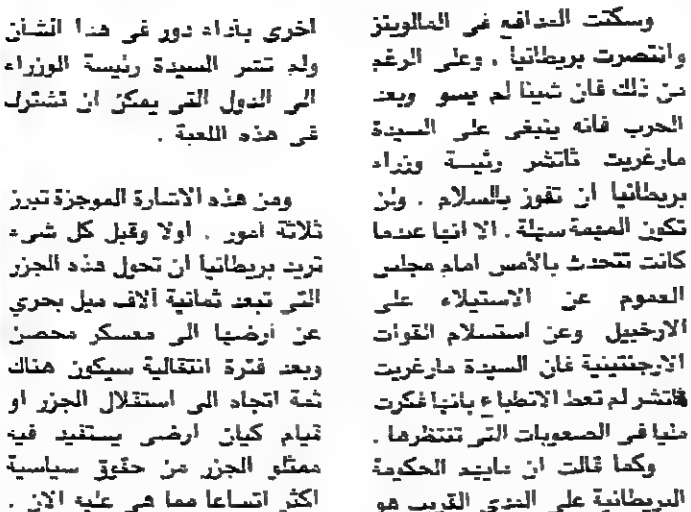 وسكتت المدافع في المالوينز
وانتصرت بريطانيا . وعلى الرغم
من ذلك فان شيئا لم يسو وبعد
الحرب فانه ينبغي على السيدة
مارغريت ثاتشر رئيسة وزراء
بريطانيا ان تفوز بالسلام . ولن
تكون المهمة سهلة . الا انها عندما
كانت تتحدث بالأمس امام مجلس
العموم عن الاستيلاء على
الارخبيل وعن استسلام القوات
الارجنتينية فان السيدة مارغريت
ثاتشر لم تعط الانطباع بانها فكرت
مليا في الصعوبات التي تنتظرها .
وكما قالت ان مايهم الحكومة
البريطانية على المدى القريب هو
اخرى باداء دور في هذا الشأن
ولم تشر السيدة رئيسة الوزراء
الى الدول التي يمكن ان تشترك
في هذه اللعبة .
ومن هذه الاشارة الموجزة تبرز
ثلاثة امور . اولا وقبل كل شيء
تريد بريطانيا ان تحول هذه الجزر
التي تبعد ثمانية آلاف ميل بحري
عن ارضها الى معسكر محصن
وبعد فترة انتقالية سيكون هناك
ثمة اتجاه الى استقلال الجزر او
قيام كيان ارضي يستفيد فيه
ممثلو الجزر من حقوق سياسية
اكثر اتساعا مما هي عليه الان .